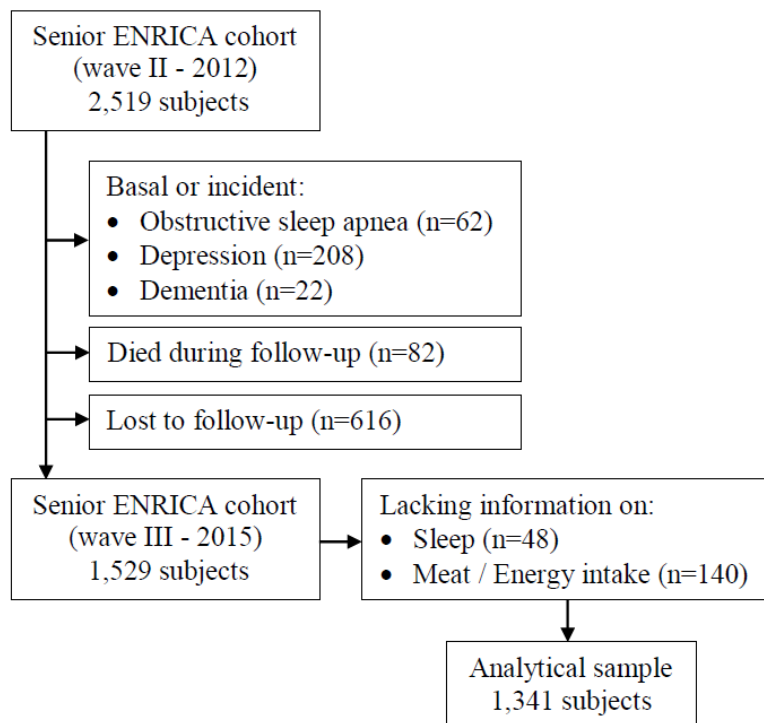 Senior ENRICA cohort
(wave II - 2012)
2,519 subjects
Basal or incident:
• Obstructive sleep apnea (n=62)
• Depression (n=208)
• Dementia (n=22)
Died during follow-up (n=82)
Lost to follow-up (n=616)
Senior ENRICA cohort
(wave III - 2015)
1,529 subjects
Lacking information on:
• Sleep (n=48)
• Meat / Energy intake (n=140)
Analytical sample
1,341 subjects